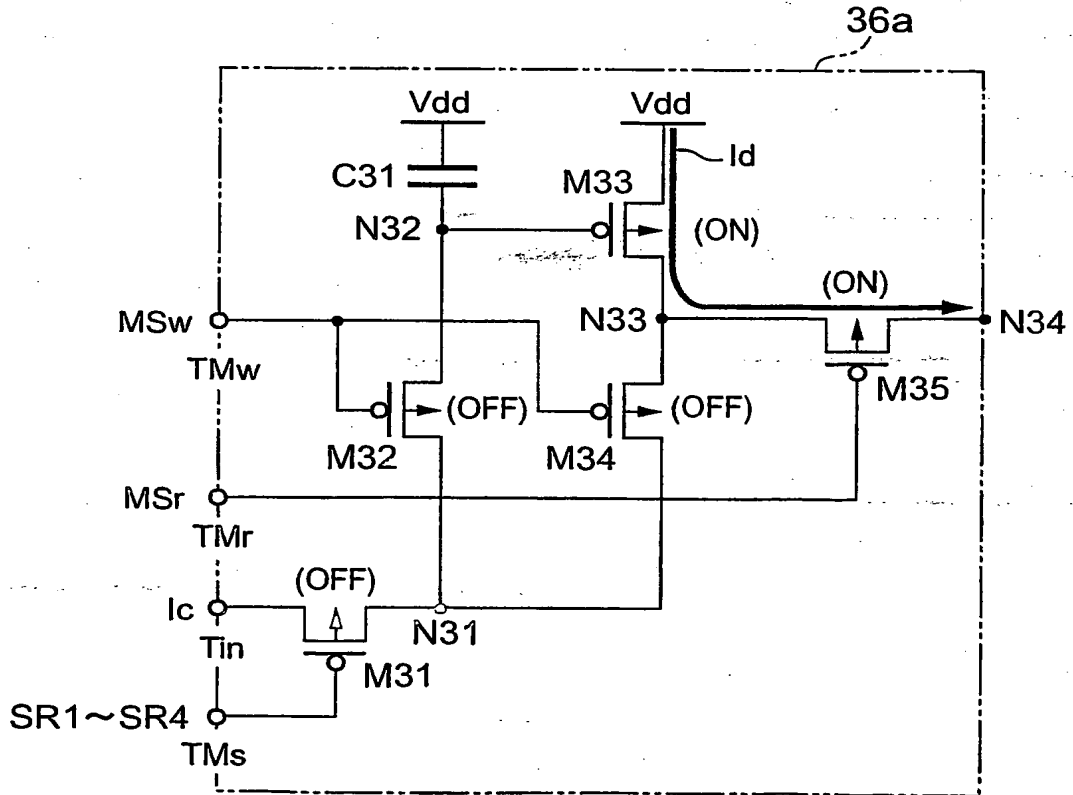 36a
Vdd
Vdd
Id
C31
M33
N32
(ON)
(ON)
MSw
N33
N34
TMw
(OFF)
(OFF)
M35
M32
M34
MSr
TMr
(OFF)
Ic
N31
Tin
M31
SR1~SR4
TMs